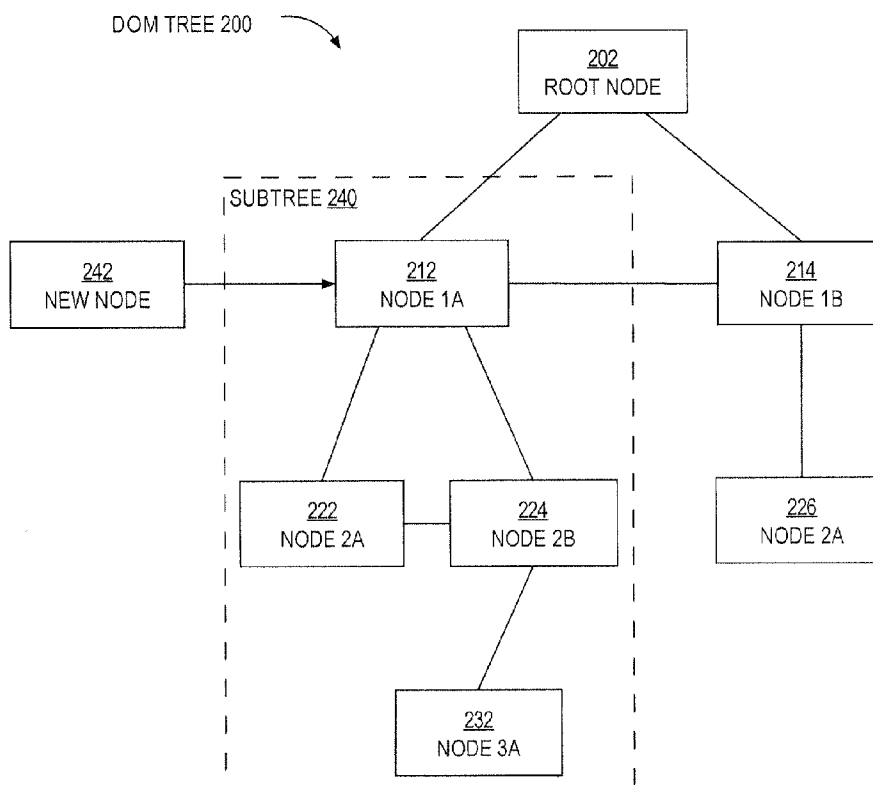 DOM TREE 200
202
ROOT NODE
SUBTREE 240
242
NEW NODE
212
NODE 1A
214
NODE 1B
222
NODE 2A
224
NODE 2B
226
NODE 2A
232
NODE 3A